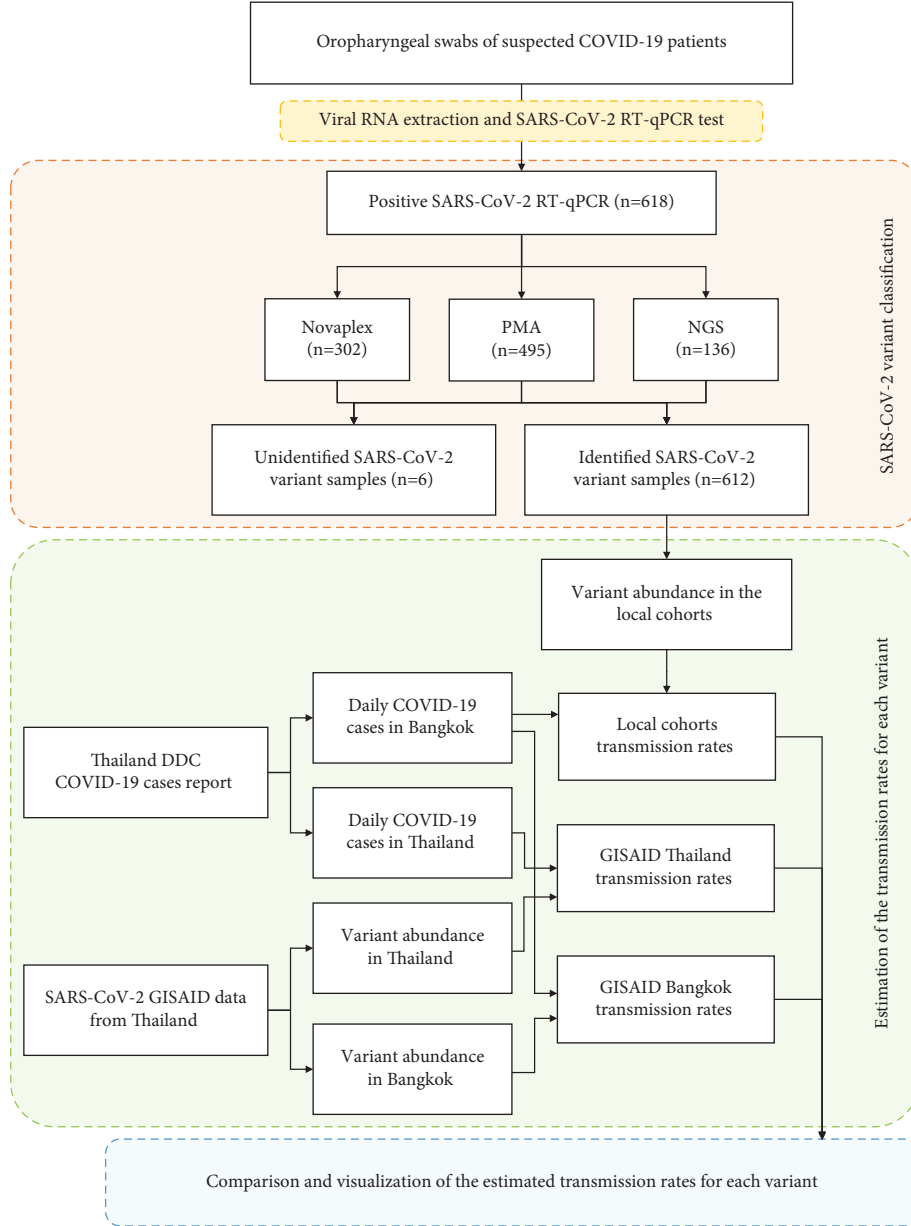 Oropharyngeal swabs of suspected COVID-19 patients
Viral RNA extraction and SARS-CoV-2 RT-qPCR test
Positive SARS-CoV-2 RT-qPCR (n=618)
Novaplex
(n=302)
PMA
(n=495)
NGS
(n=136)
Unidentified SARS-CoV-2
variant samples (n=6)
Identified SARS-CoV-2
variant samples (n=612)
SARS-CoV-2 variant classification
Variant abundance in the
local cohorts
Daily COVID-19
cases in Bangkok
Local cohorts
transmission rates
Thailand DDC
COVID-19 cases report
Daily COVID-19
cases in Thailand
GISAID Thailand
transmission rates
Variant abundance
in Thailand
SARS-CoV-2 GISAID data
from Thailand
GISAID Bangkok
transmission rates
Variant abundance
in Bangkok
Estimation of the transmission rates for each variant
Comparison and visualization of the estimated transmission rates for each variant